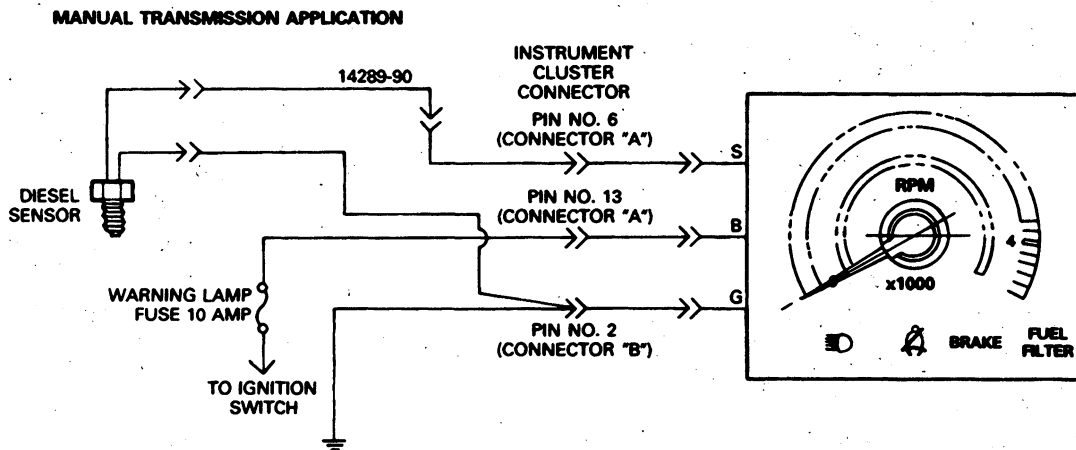 MANUAL TRANSMISSION APPLICATION
14289-90
INSTRUMENT
CLUSTER
CONNECTOR
PIN NO. 6
(CONNECTOR "A")
S
DIESEL
SENSOR
PIN NO. 13
(CONNECTOR "A")
B
WARNING LAMP
FUSE 10 AMP
TO IGNITION
SWITCH
G
PIN NO. 2
(CONNECTOR "B")
RPM
4
x1000
BRAKE
FUEL
FILTER